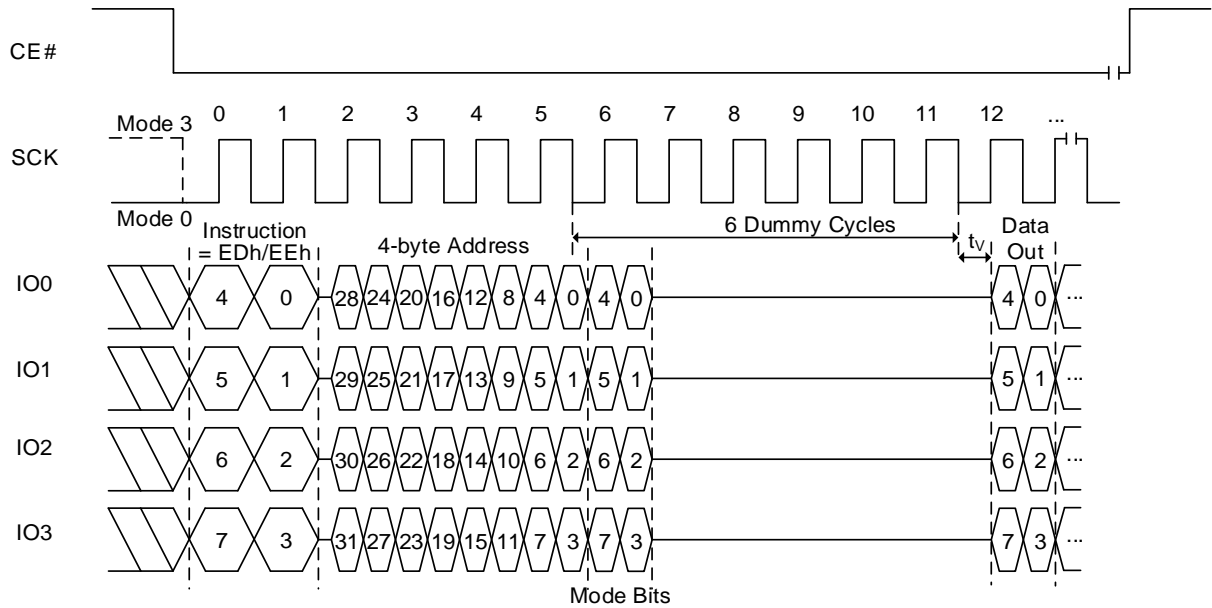 CE#
0 1 2 3 4 5 6 7 8 9 10 11 12 ...
Mode 3
SCK
Mode 0
Instruction
= EDh/EEh
4-byte Address
6 Dummy Cycles
tV
Data
Out
IO0 4 0 28 24 20 16 12 8 4 0 4 0 4 0 ...
IO1 5 1 29 25 21 17 13 9 5 1 5 1 5 1 ...
IO2 6 2 30 26 22 18 14 10 6 2 6 2 6 2 ...
IO3 7 3 31 27 23 19 15 11 7 3 7 3 7 3 ...
Mode Bits